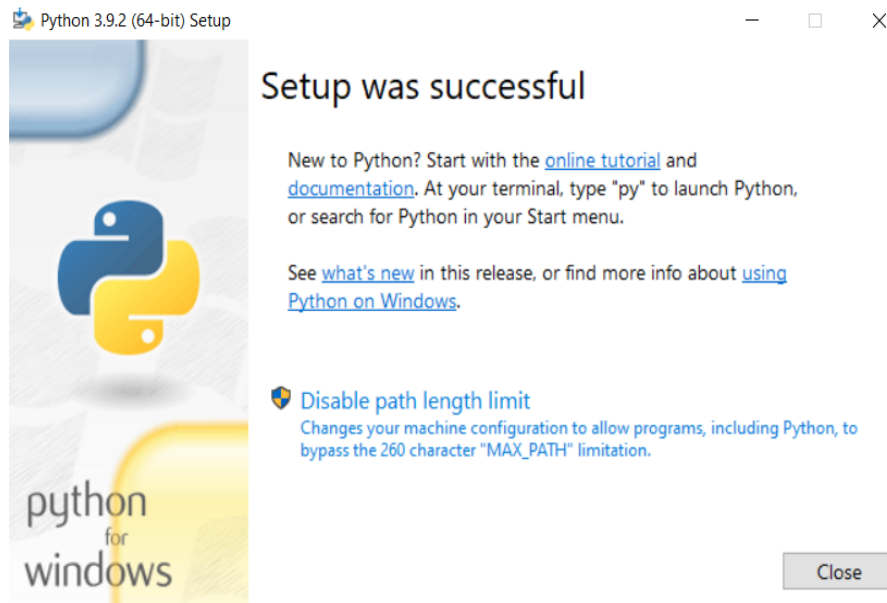 Python 3.9.2 (64-bit) Setup
Setup was successful
New to Python? Start with the online tutorial and
documentation. At your terminal, type "py" to launch Python,
or search for Python in your Start menu.
See what's new in this release, or find more info about using
Python on Windows.
Disable path length limit
Changes your machine configuration to allow programs, including Python, to
bypass the 260 character "MAX_PATH" limitation.
python
for
windows
Close